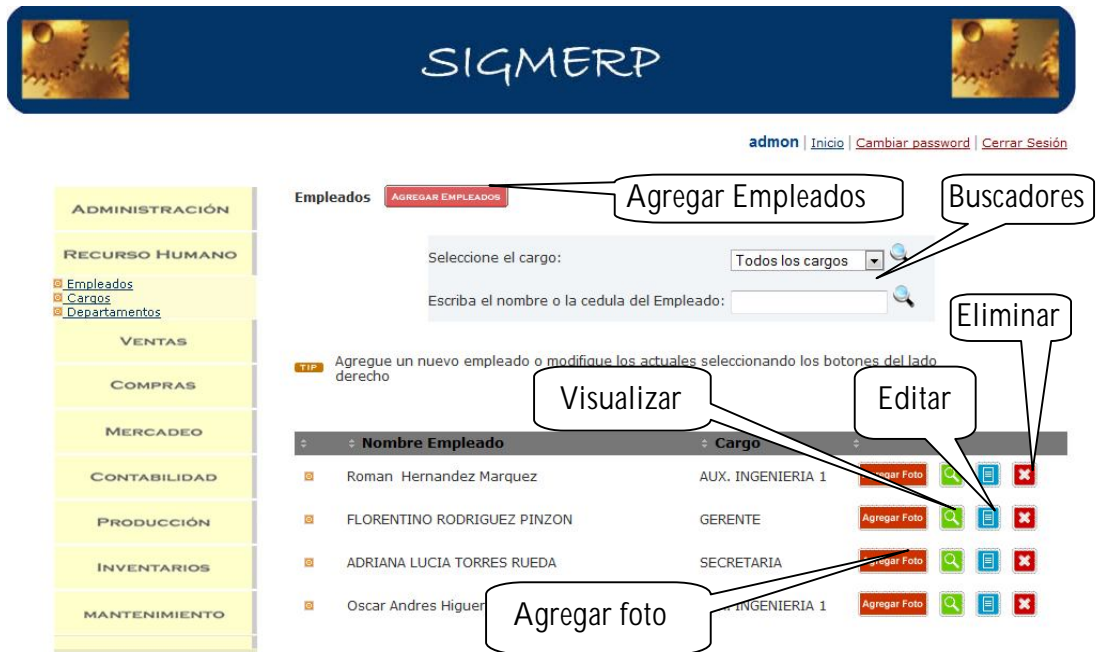 SIGMERP
admon | Inicio | Cambiar password | Cerrar Sesión
ADMINISTRACIÓN
RECURSO HUMANO
Empleados
Cargos
Departamentos
VENTAS
COMPRAS
MERCADEO
CONTABILIDAD
PRODUCCIÓN
INVENTARIOS
MANTENIMIENTO
Empleados AGREGAR EMPLEADOS
Agregar Empleados
Buscadores
Seleccione el cargo: Todos los cargos
Escriba el nombre o la cedula del Empleado:
Eliminar
TIP Agregue un nuevo empleado o modifique los actuales seleccionando los botones del lado
derecho
Visualizar
Editar
Nombre Empleado Cargo
Roman Hernandez Marquez AUX. INGENIERIA 1 Agregar Foto
FLORENTINO RODRIGUEZ PINZON GERENTE Agregar Foto
ADRIANA LUCIA TORRES RUEDA SECRETARIA Agregar Foto
Oscar Andres INGENIERIA 1 Agregar Foto
Agregar foto